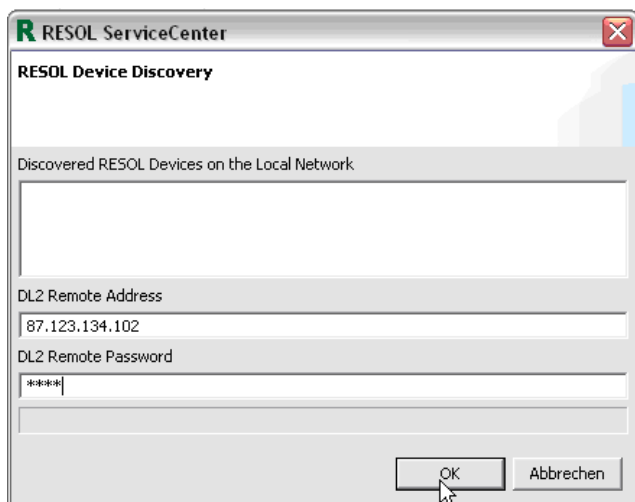 RESOL ServiceCenter
RESOL Device Discovery
Discovered RESOL Devices on the Local Network
DL2 Remote Address
87.123.134.102
DL2 Remote Password
****
OK
Abbrechen